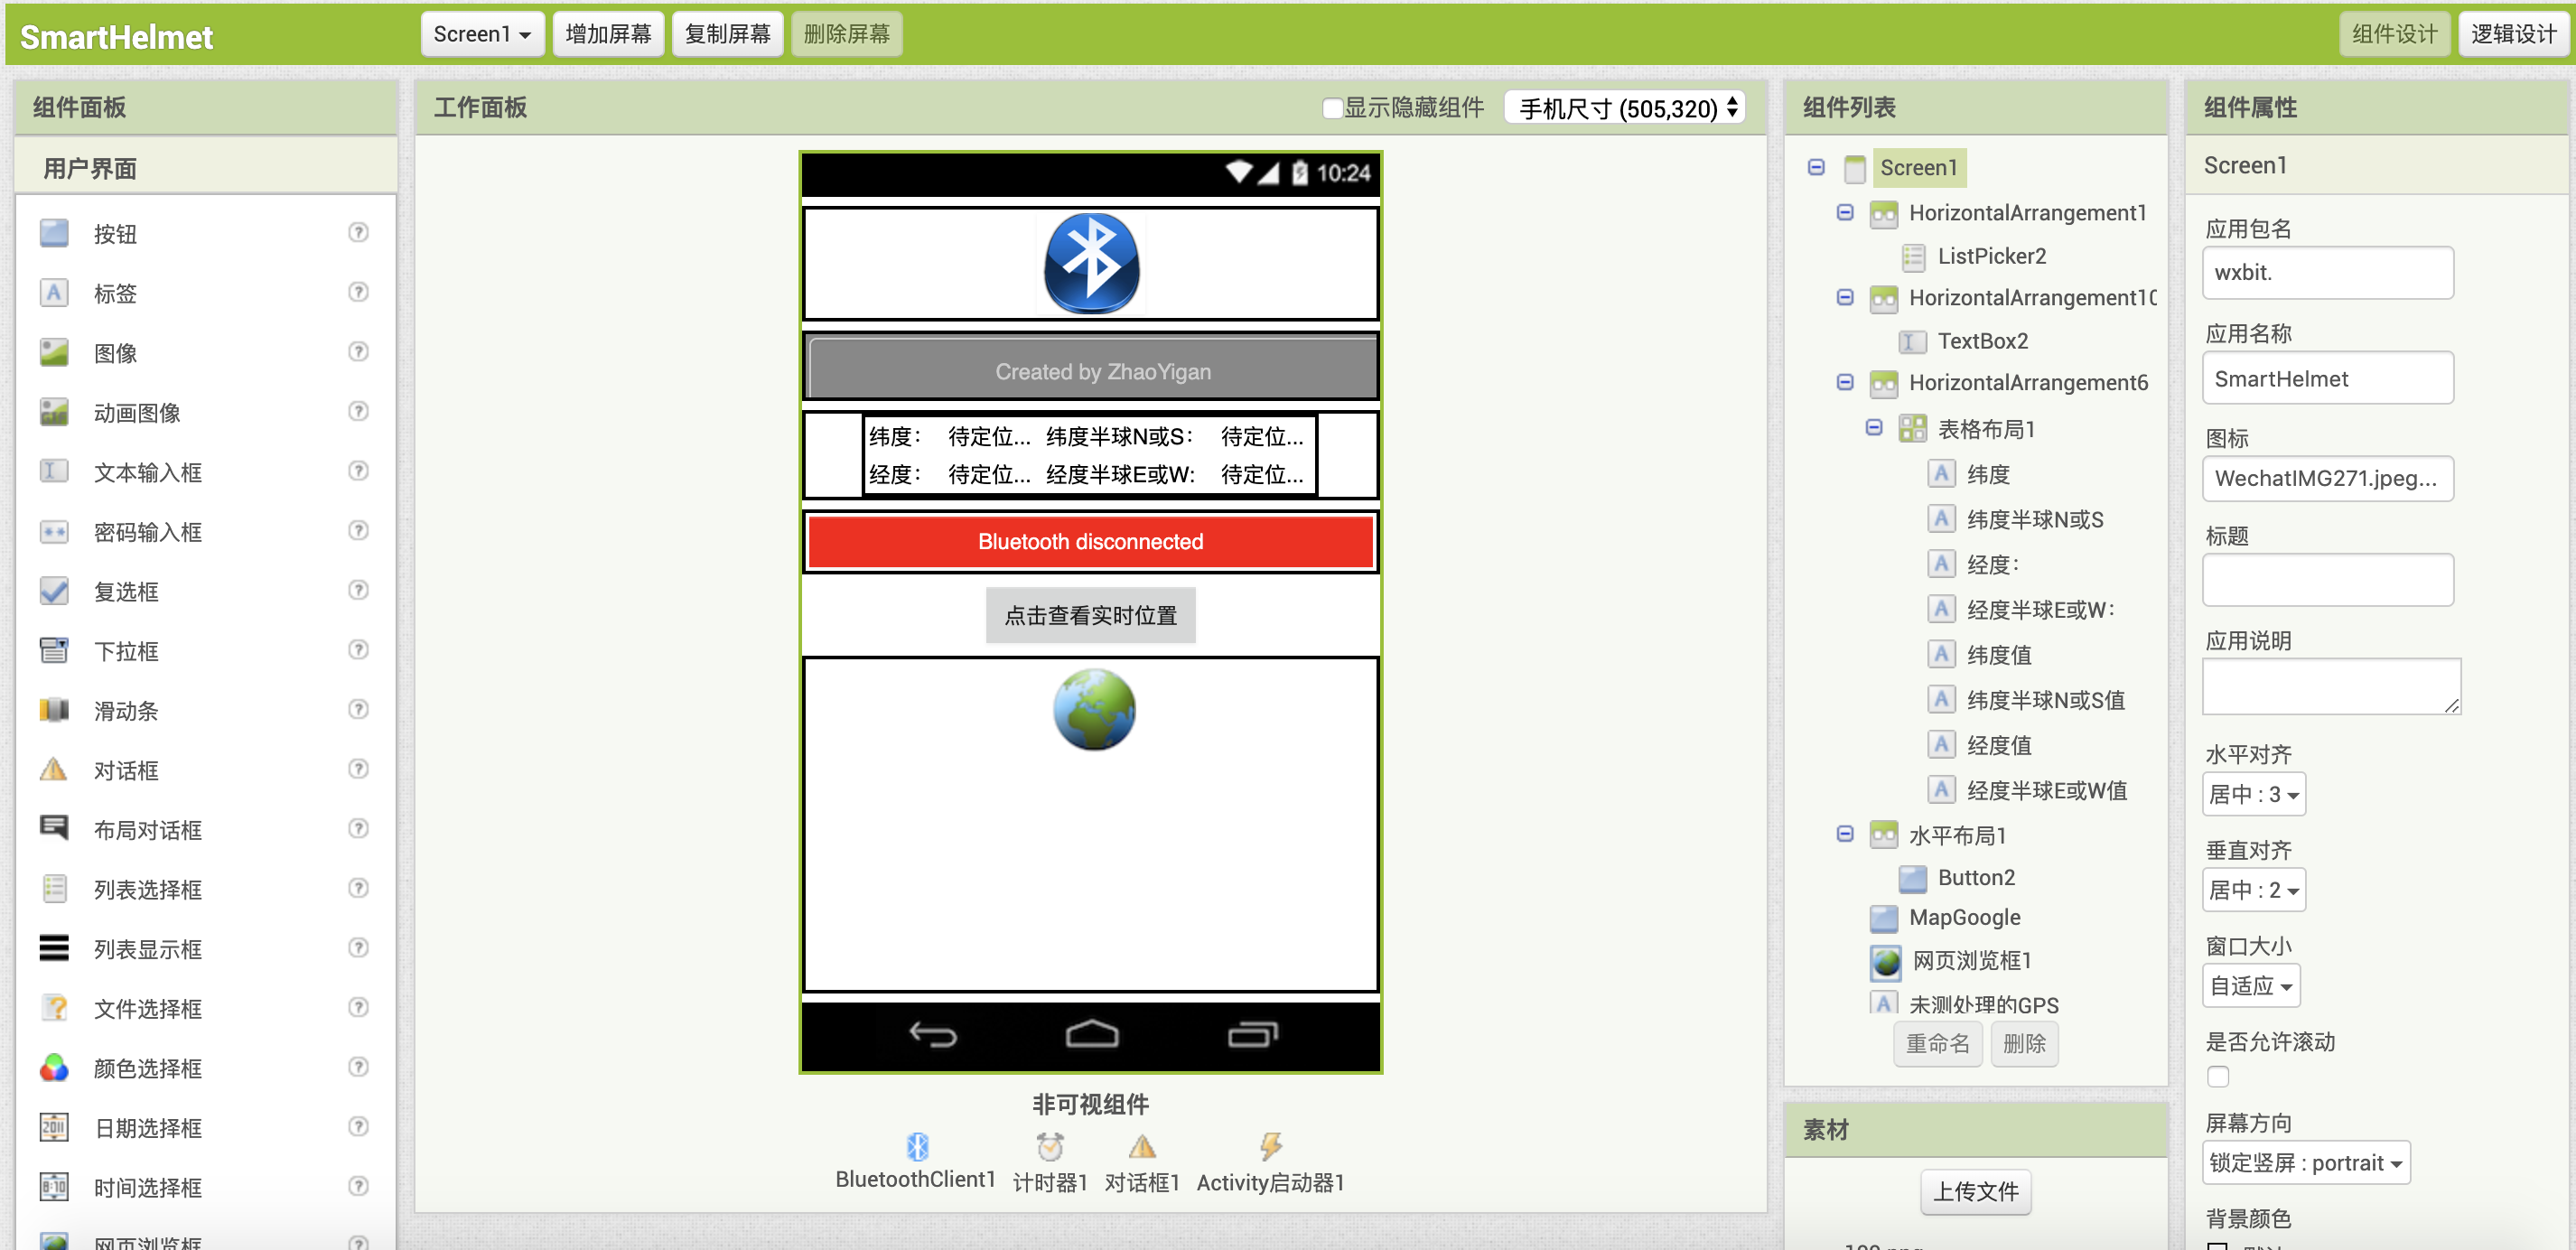 SmartHelmet
Screen1
增加屏幕
复制屏幕
删除屏幕
组件设计
逻辑设计
组件面板
用户界面
按钮
标签
图像
动画图像
文本输入框
密码输入框
复选框
下拉框
滑动条
对话框
布局对话框
列表选择框
列表显示框
文件选择框
颜色选择框
日期选择框
时间选择框
网页浏览框
工作面板
显示隐藏组件
手机尺寸 (505,320)
10:24
Created by ZhaoYigan
纬度： 待定位... 纬度半球N或S： 待定位...
经度： 待定位... 经度半球E或W: 待定位...
Bluetooth disconnected
点击查看实时位置
非可视组件
BluetoothClient1
计时器1
对话框1
Activity启动器1
组件列表
Screen1
HorizontalArrangement1
ListPicker2
HorizontalArrangement10
TextBox2
HorizontalArrangement6
表格布局1
纬度
纬度半球N或S
经度：
经度半球E或W：
纬度值
纬度半球N或S值
经度值
经度半球E或W值
水平布局1
Button2
MapGoogle
网页浏览框1
未测处理的GPS
重命名
删除
素材
上传文件
组件属性
Screen1
应用包名
wxbit.
应用名称
SmartHelmet
图标
WechatIMG271.jpeg...
标题
应用说明
水平对齐
居中 : 3
垂直对齐
居中 : 2
窗口大小
自适应
是否允许滚动
屏幕方向
锁定竖屏 : portrait
背景颜色